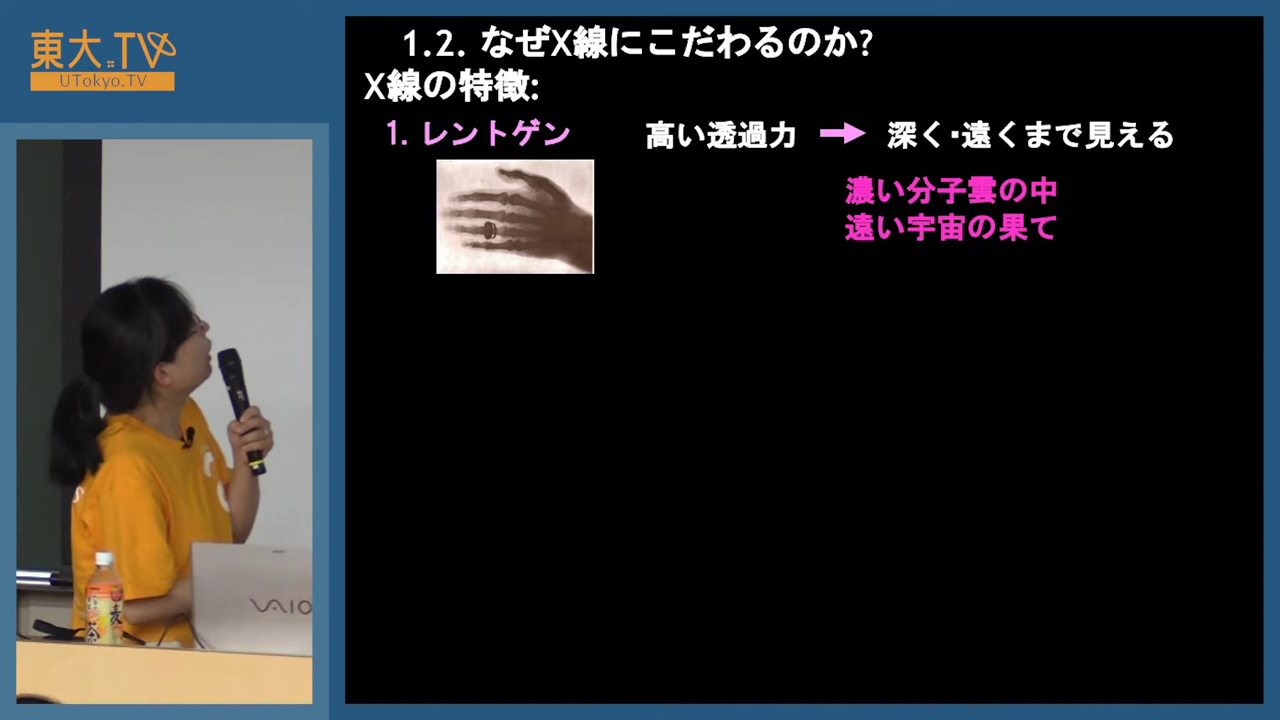 東大.TV
UTokyo.TV
1.2. なぜX線にこだわるのか?
X線の特徴:
1. レントゲン
高い透過力
深く・遠くまで見える
濃い分子雲の中
遠い宇宙の果て
VAIO
麦
茶